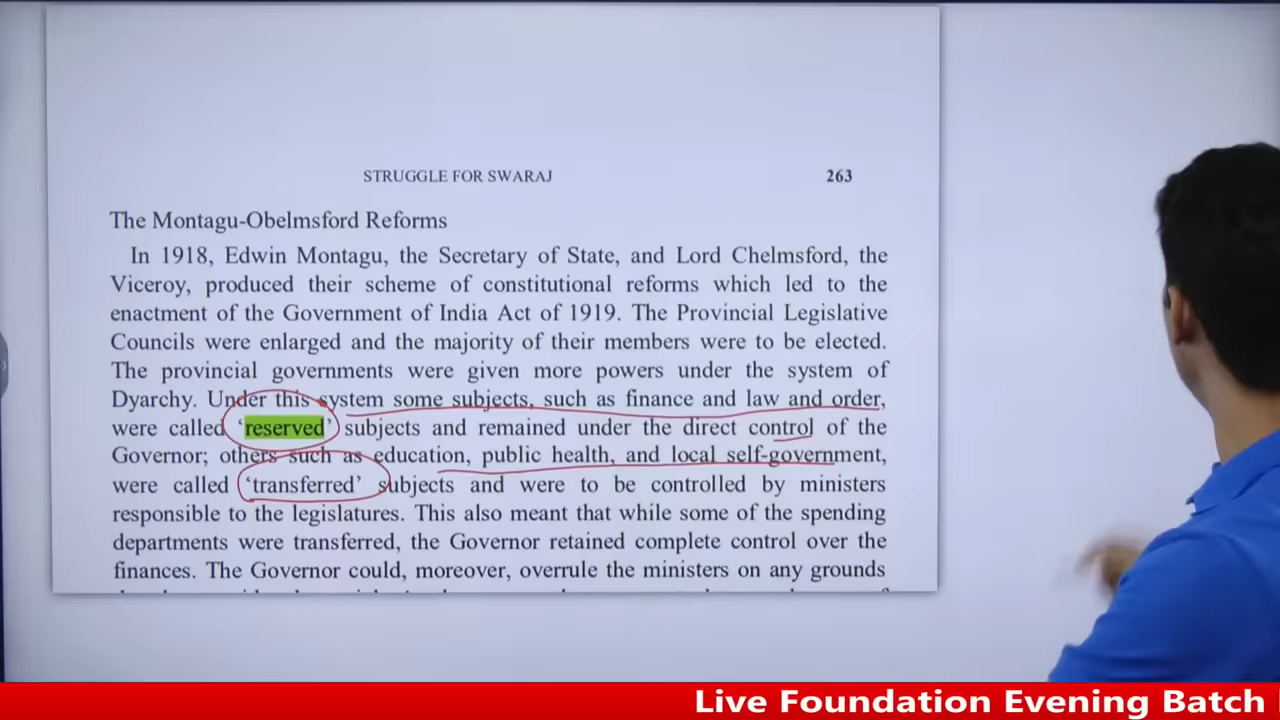 STRUGGLE FOR SWARAJ 263
The Montagu-Obelmsford Reforms
In 1918, Edwin Montagu, the Secretary of State, and Lord Chelmsford, the
Viceroy, produced their scheme of constitutional reforms which led to the
enactment of the Government of India Act of 1919. The Provincial Legislative
Councils were enlarged and the majority of their members were to be elected.
The provincial governments were given more powers under the system of
Dyarchy. Under this system some subjects, such as finance and law and order,
were called ‘reserved’ subjects and remained under the direct control of the
Governor; others such as education, public health, and local self-government,
were called ‘transferred’ subjects and were to be controlled by ministers
responsible to the legislatures. This also meant that while some of the spending
departments were transferred, the Governor retained complete control over the
finances. The Governor could, moreover, overrule the ministers on any grounds
Live Foundation Evening Batch